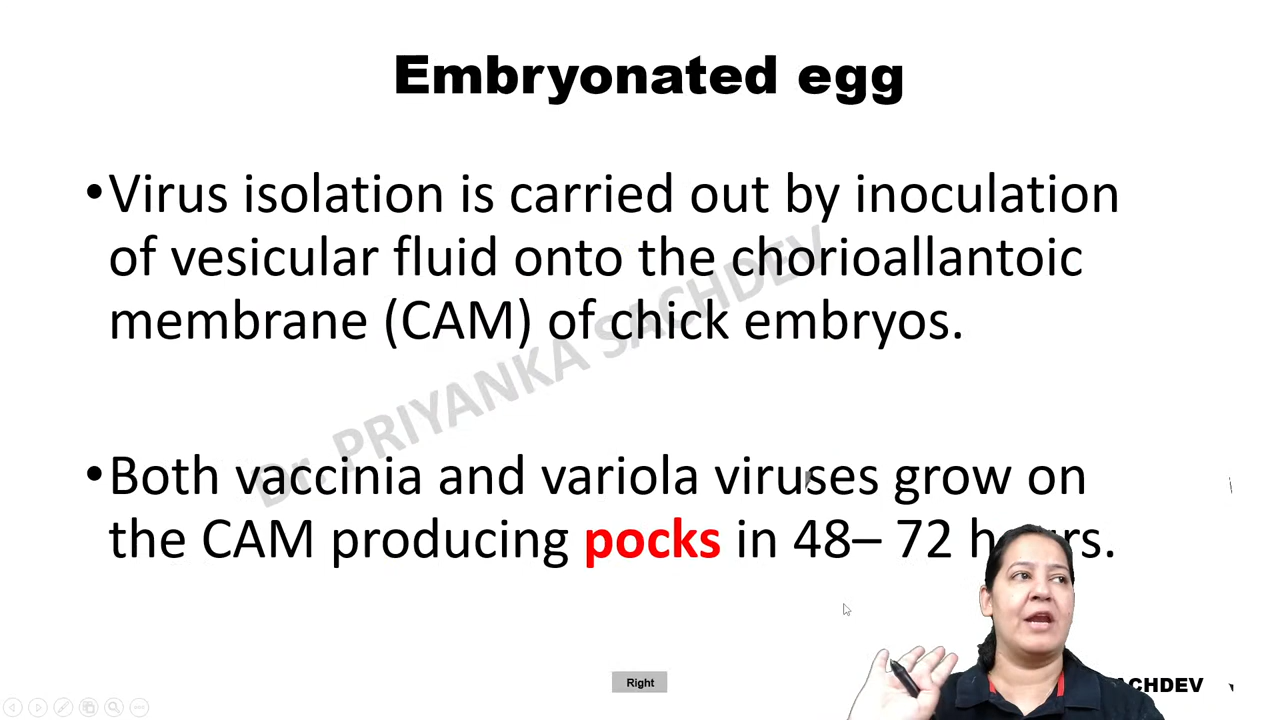 Embryonated egg
•Virus isolation is carried out by inoculation
of vesicular fluid onto the chorioallantoic
membrane (CAM) of chick embryos.
Dr. PRIYANKA SACHDEV
•Both vaccinia and variola viruses grow on
the CAM producing pocks in 48– 72 hours.
Right
ACHDEV